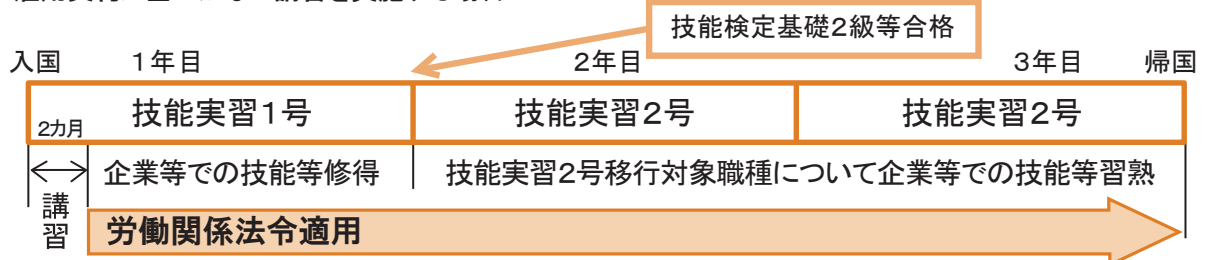 技能検定基礎2級等合格
入国 1年目 2年目 3年目 帰国
2カ月 技能実習1号 技能実習2号 技能実習2号
企業等での技能等修得 技能実習2号移行対象職種について企業等での技能等習熟
講習
労働関係法令適用